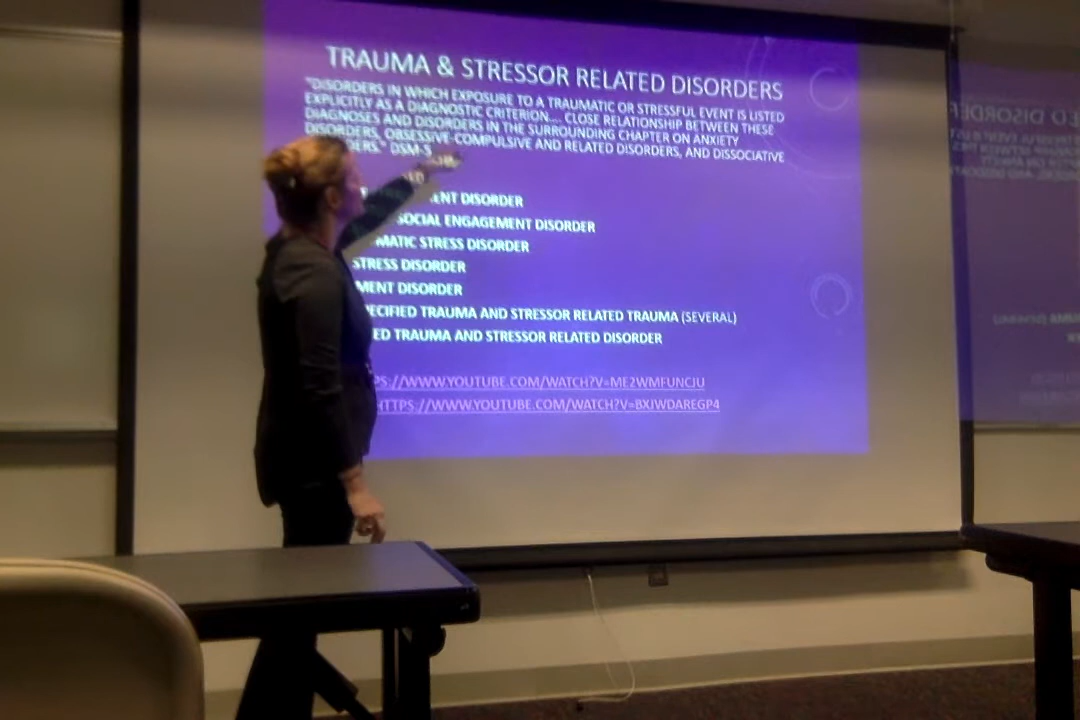 TRAUMA & STRESSOR RELATED DISORDERS
"DISORDERS IN WHICH EXPOSURE TO A TRAUMATIC OR STRESSFUL EVENT IS LISTED
EXPLICITLY AS A DIAGNOSTIC CRITERION.... CLOSE RELATIONSHIP BETWEEN THESE
DIAGNOSES AND DISORDERS IN THE SURROUNDING CHAPTER ON ANXIETY
DISORDERS, OBSESSIVE-COMPULSIVE AND RELATED DISORDERS, AND DISSOCIATIVE
DERS." DSM-5
ENT DISORDER
SOCIAL ENGAGEMENT DISORDER
MATIC STRESS DISORDER
STRESS DISORDER
MENT DISORDER
ECIFIED TRAUMA AND STRESSOR RELATED TRAUMA (SEVERAL)
ED TRAUMA AND STRESSOR RELATED DISORDER
PS://WWW.YOUTUBE.COM/WATCH?V=ME2WMFUNCJU
HTTPS://WWW.YOUTUBE.COM/WATCH?V=BXJWDAREGP4